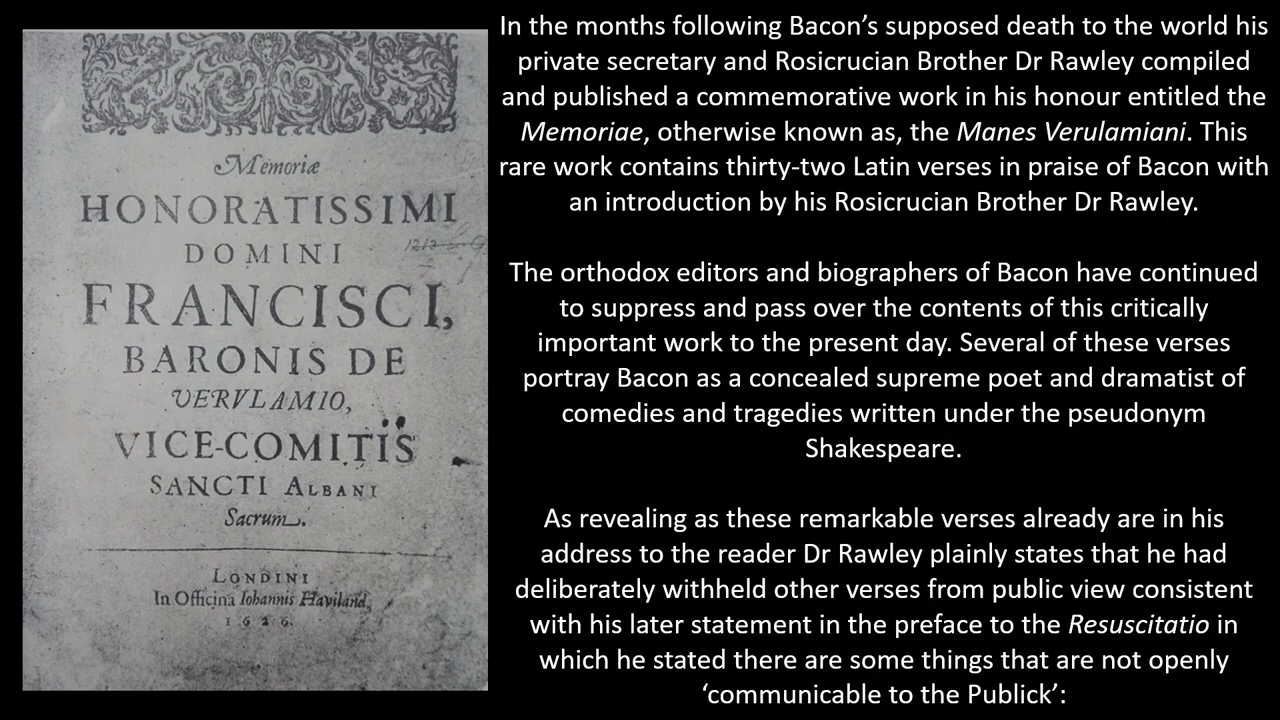 Memoriæ
HONORATISSIMI
DOMINI
FRANCISCI,
BARONIS DE
VERVLAMIO,
VICE-COMITIS
SANCTI ALBANI
Sacrum.
LONDINI
In Officina Iohannis Haviland,
1626.
In the months following Bacon’s supposed death to the world his
private secretary and Rosicrucian Brother Dr Rawley compiled
and published a commemorative work in his honour entitled the
Memoriae, otherwise known as, the Manes Verulamiani. This
rare work contains thirty-two Latin verses in praise of Bacon with
an introduction by his Rosicrucian Brother Dr Rawley.
The orthodox editors and biographers of Bacon have continued
to suppress and pass over the contents of this critically
important work to the present day. Several of these verses
portray Bacon as a concealed supreme poet and dramatist of
comedies and tragedies written under the pseudonym
Shakespeare.
As revealing as these remarkable verses already are in his
address to the reader Dr Rawley plainly states that he had
deliberately withheld other verses from public view consistent
with his later statement in the preface to the Resuscitatio in
which he stated there are some things that are not openly
‘communicable to the Publick’: